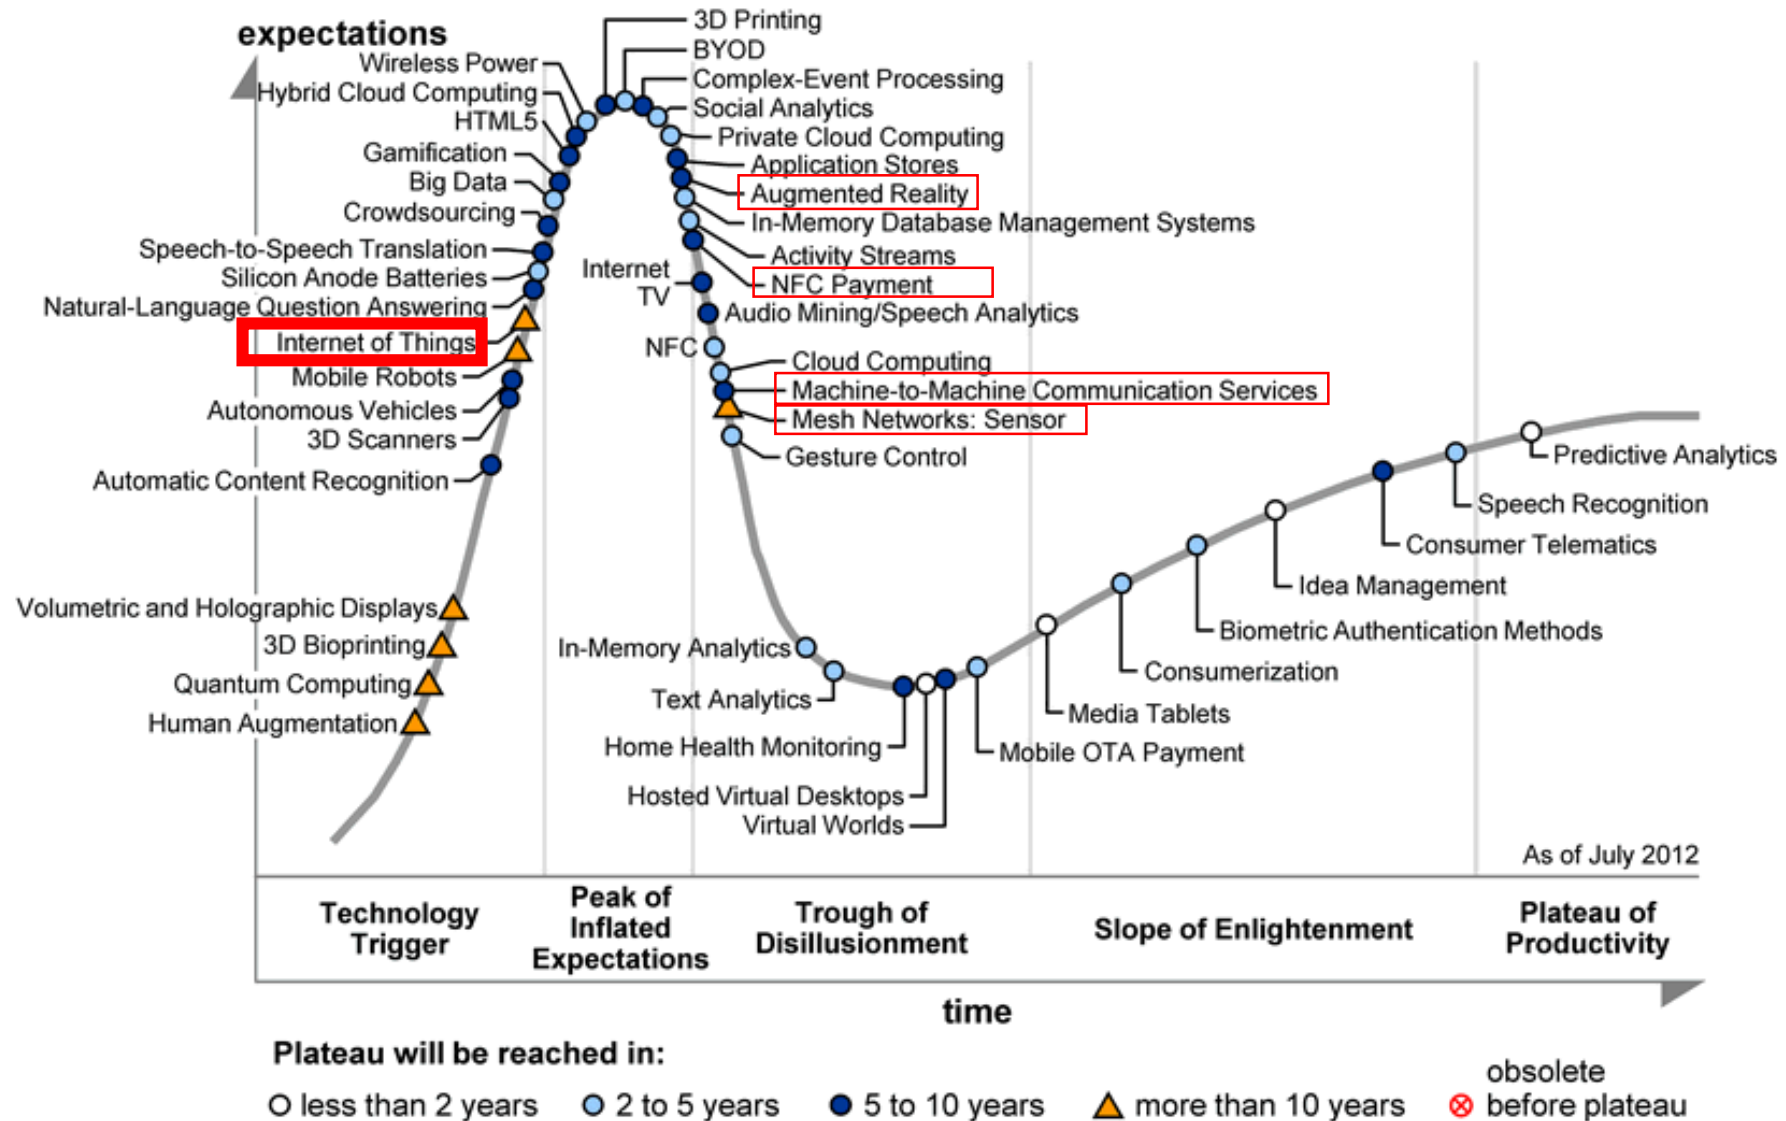 expectations
3D Printing
BYOD
Wireless Power
Complex-Event Processing
Hybrid Cloud Computing
Social Analytics
HTML5
Private Cloud Computing
Gamification
Application Stores
Big Data
Augmented Reality
Crowdsourcing
In-Memory Database Management Systems
Speech-to-Speech Translation
Activity Streams
Silicon Anode Batteries
Internet
TV
NFC Payment
Natural-Language Question Answering
Audio Mining/Speech Analytics
Internet of Things
NFC
Cloud Computing
Mobile Robots
Machine-to-Machine Communication Services
Autonomous Vehicles
Mesh Networks: Sensor
3D Scanners
Gesture Control
Automatic Content Recognition
Predictive Analytics
Speech Recognition
Consumer Telematics
Idea Management
Volumetric and Holographic Displays
Biometric Authentication Methods
3D Bioprinting
In-Memory Analytics
Consumerization
Quantum Computing
Text Analytics
Media Tablets
Human Augmentation
Home Health Monitoring
Mobile OTA Payment
Hosted Virtual Desktops
Virtual Worlds
As of July 2012
Technology
Trigger
Peak of
Inflated
Expectations
Trough of
Disillusionment
Slope of Enlightenment
Plateau of
Productivity
time
Plateau will be reached in:
less than 2 years
2 to 5 years
5 to 10 years
more than 10 years
obsolete
before plateau